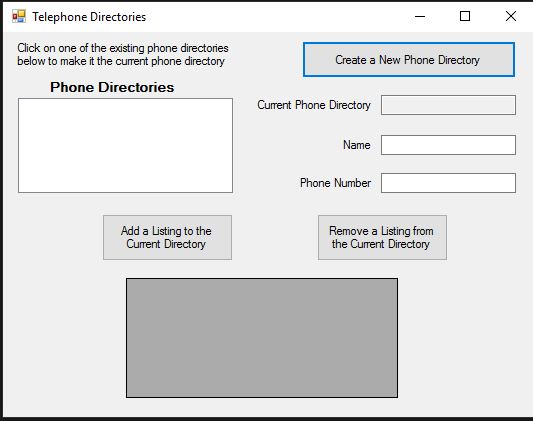 Telephone Directories
Click on one of the existing phone directories
below to make it the current phone directory
Create a New Phone Directory
Phone Directories
Current Phone Directory
Name
Phone Number
Add a Listing to the
Current Directory
Remove a Listing from
the Current Directory